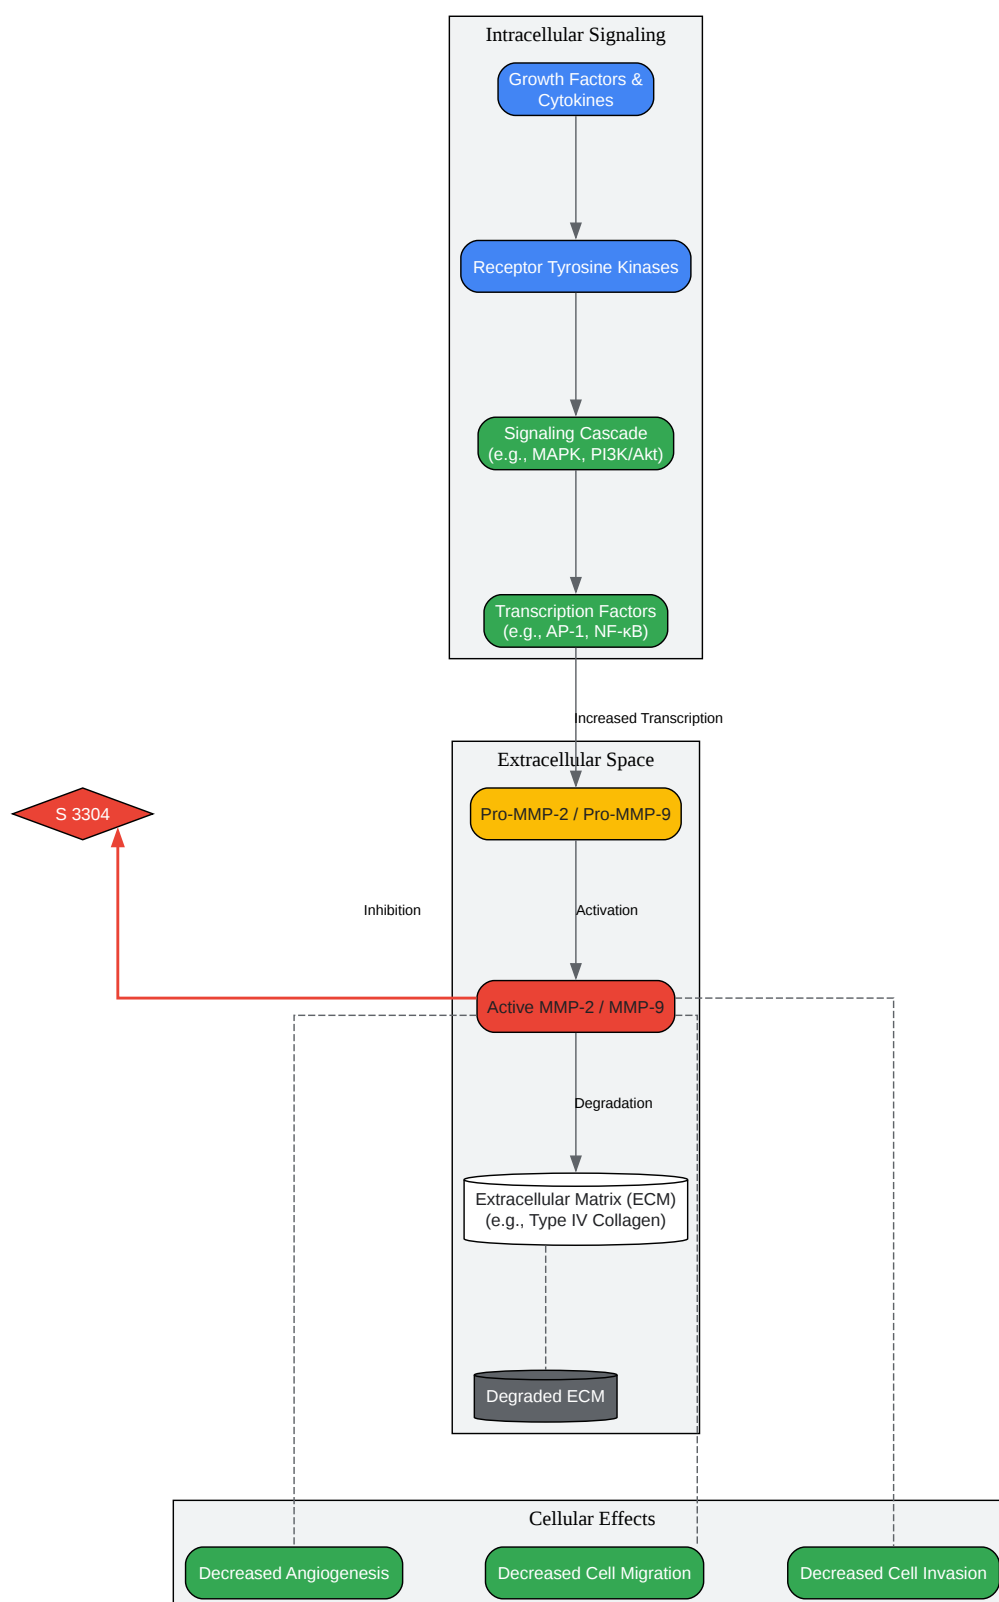 Intracellular Signaling
Growth Factors &
Cytokines
Receptor Tyrosine Kinases
Signaling Cascade
(e.g., MAPK, PI3K/Akt)
Transcription Factors
(e.g., AP-1, NF-κB)
Increased Transcription
Extracellular Space
Pro-MMP-2 / Pro-MMP-9
S 3304
Inhibition
Activation
Active MMP-2 / MMP-9
Degradation
Extracellular Matrix (ECM)
(e.g., Type IV Collagen)
Degraded ECM
Cellular Effects
Decreased Angiogenesis
Decreased Cell Migration
Decreased Cell Invasion